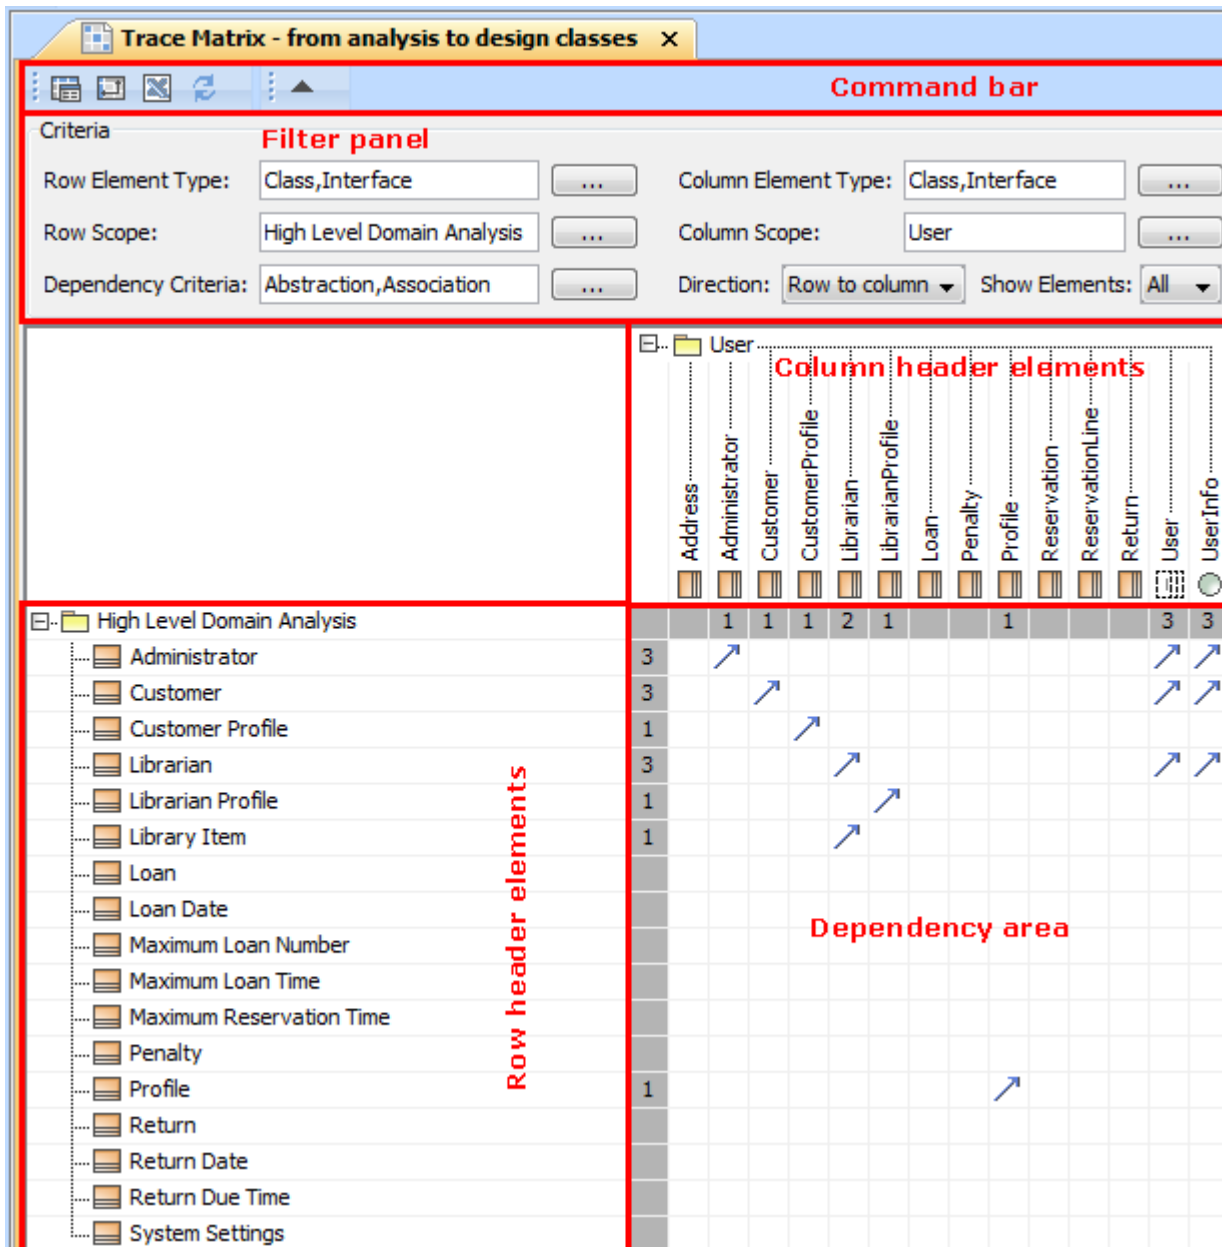 Trace Matrix - from analysis to design classes
Command bar
Criteria
Filter panel
Row Element Type: Class,Interface ... Column Element Type: Class,Interface ...
Row Scope: High Level Domain Analysis ... Column Scope: User ...
Dependency Criteria: Abstraction,Association ... Direction: Row to column Show Elements: All
User
Column header elements
Address
Administrator
Customer
CustomerProfile
Librarian
LibrarianProfile
Loan
Penalty
Profile
Reservation
ReservationLine
Return
User
UserInfo
High Level Domain Analysis 1 1 1 2 1 1 3 3
Administrator 3
Customer 3
Customer Profile 1
Librarian 3
Librarian Profile 1
Library Item 1
Loan
Loan Date
Maximum Loan Number
Maximum Loan Time
Maximum Reservation Time
Penalty
Profile 1
Return
Return Date
Return Due Time
System Settings
Row header elements
Dependency area